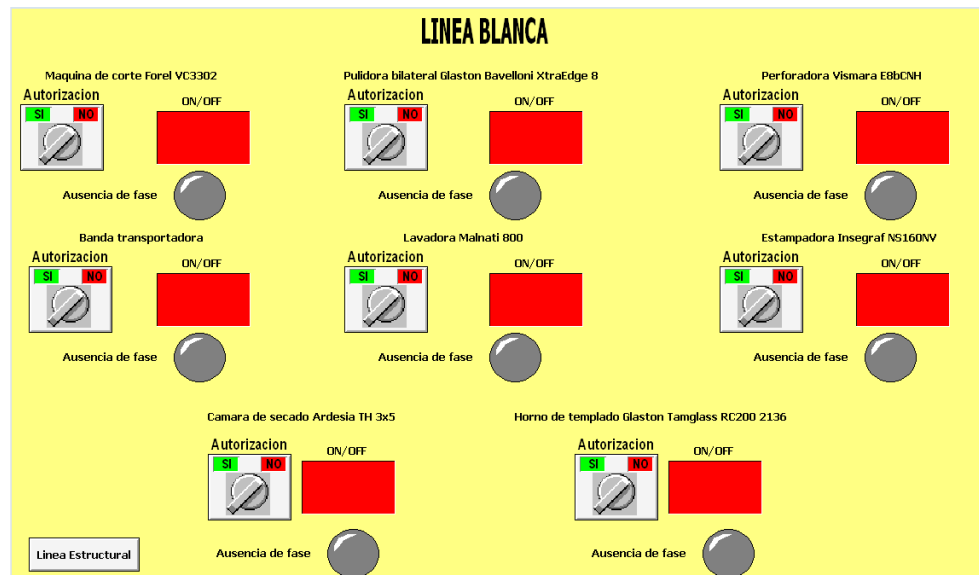 LINEA BLANCA
Maquina de corte Forel VC3302
Autorizacion
SI NO
ON/OFF
Ausencia de fase
Pulidora bilateral Glaston Bavelloni XtraEdge 8
Autorizacion
SI NO
ON/OFF
Ausencia de fase
Perforadora Vismara E8bCNH
Autorizacion
SI NO
ON/OFF
Ausencia de fase
Banda transportadora
Autorizacion
SI NO
ON/OFF
Ausencia de fase
Lavadora Malnati 800
Autorizacion
SI NO
ON/OFF
Ausencia de fase
Estampadora Insegraf NS160NV
Autorizacion
SI NO
ON/OFF
Ausencia de fase
Camara de secado Ardesia TH 3x5
Autorizacion
SI NO
ON/OFF
Ausencia de fase
Horno de templado Glaston Tamglass RC200 2136
Autorizacion
SI NO
ON/OFF
Ausencia de fase
Linea Estructural